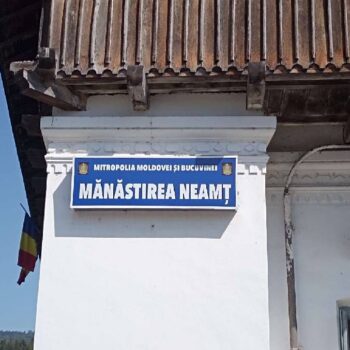 MITROPOLIA MOLDOVEI ȘI BUCOVINEI
MĂNĂSTIREA NEAMȚ